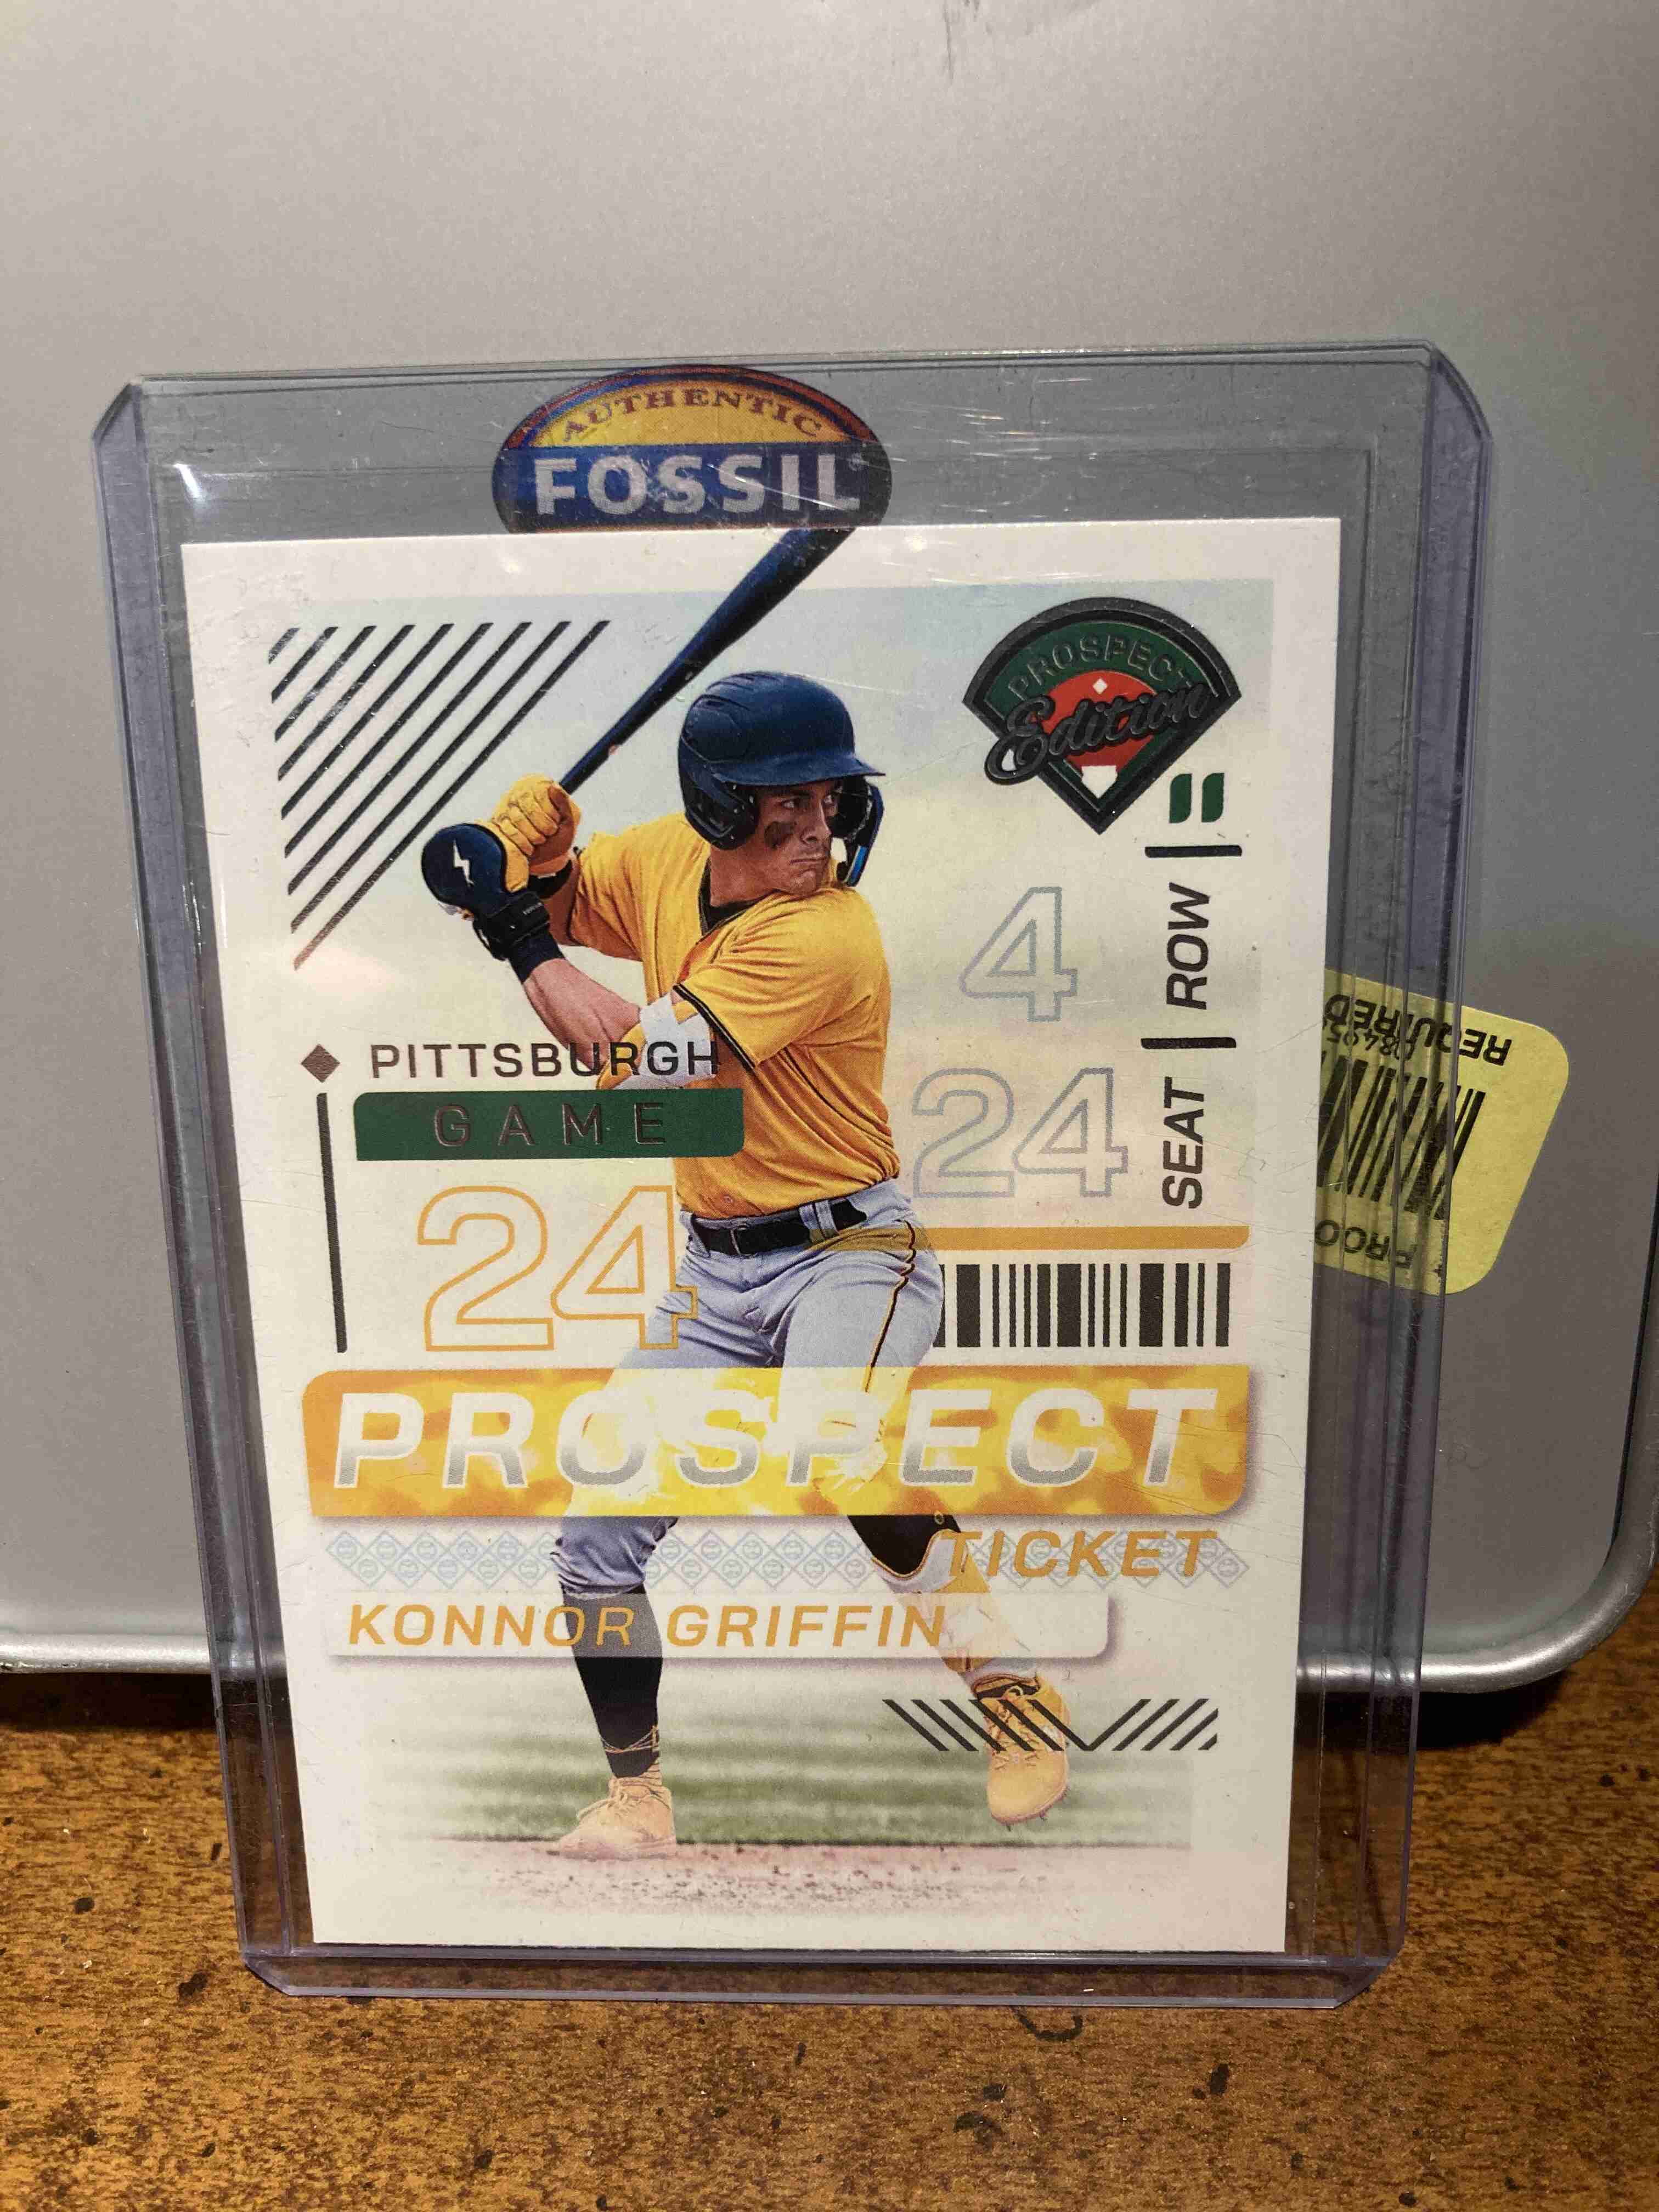 AUTHENTIC
FOSSIL
PROSPECT
Edition
SEAT | ROW |
4
24
PITTSBURGH
GAME
24
PROSPECT
TICKET
KONNOR GRIFFIN
REQUIRED